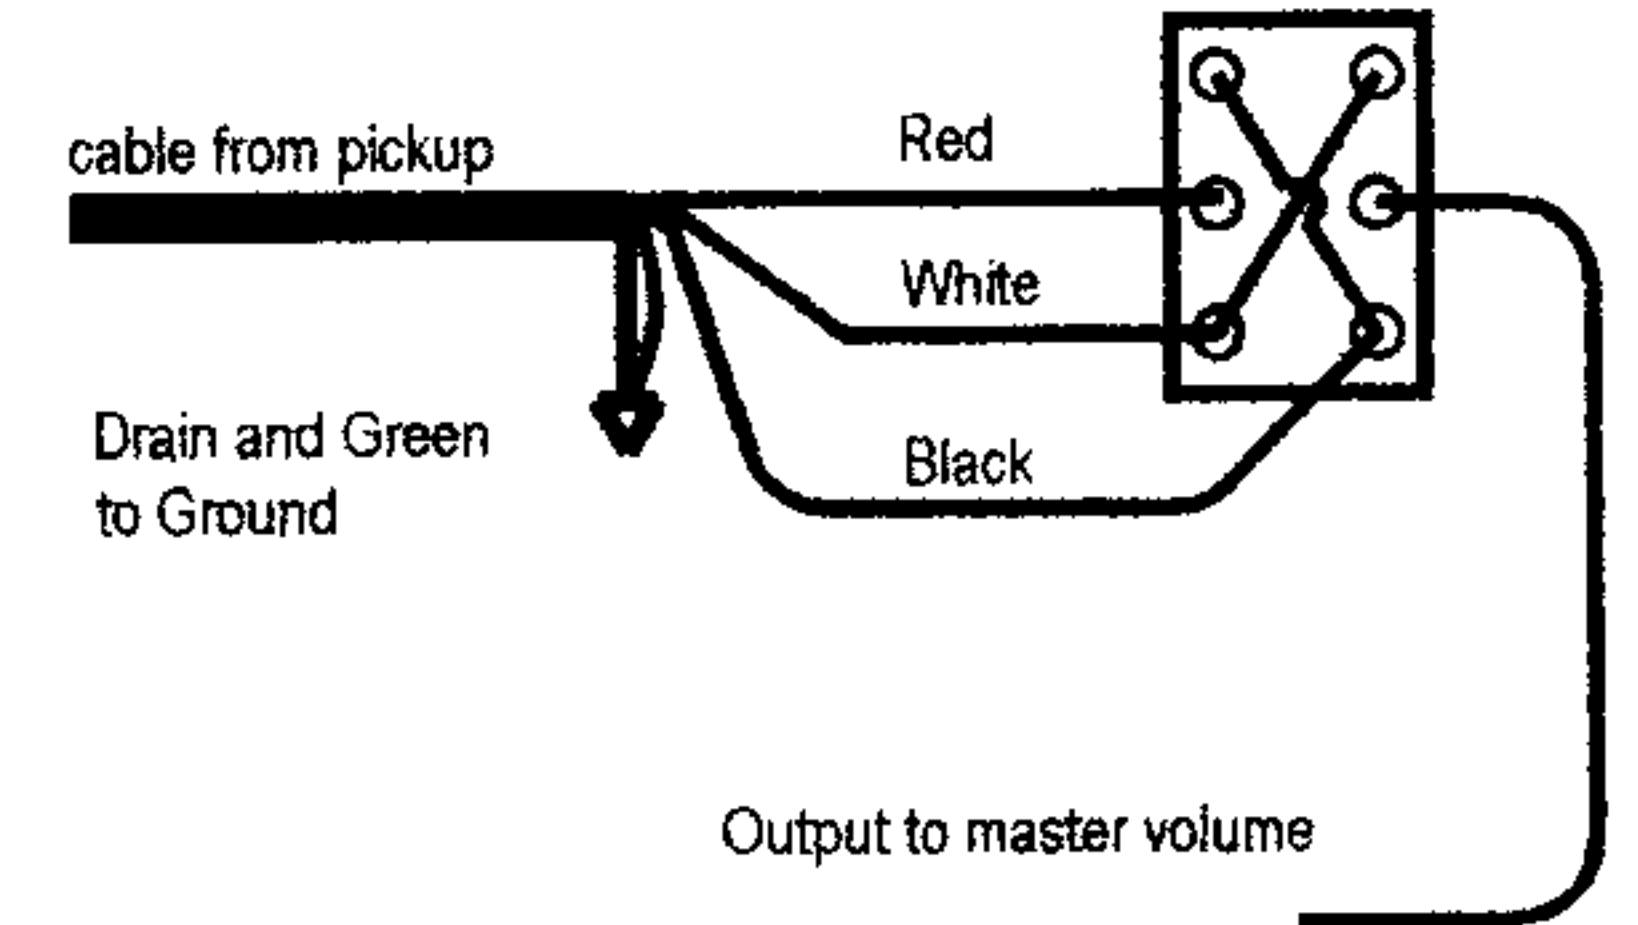 cable from pickup
Red
White
Drain and Green
to Ground
Black
Output to master volume